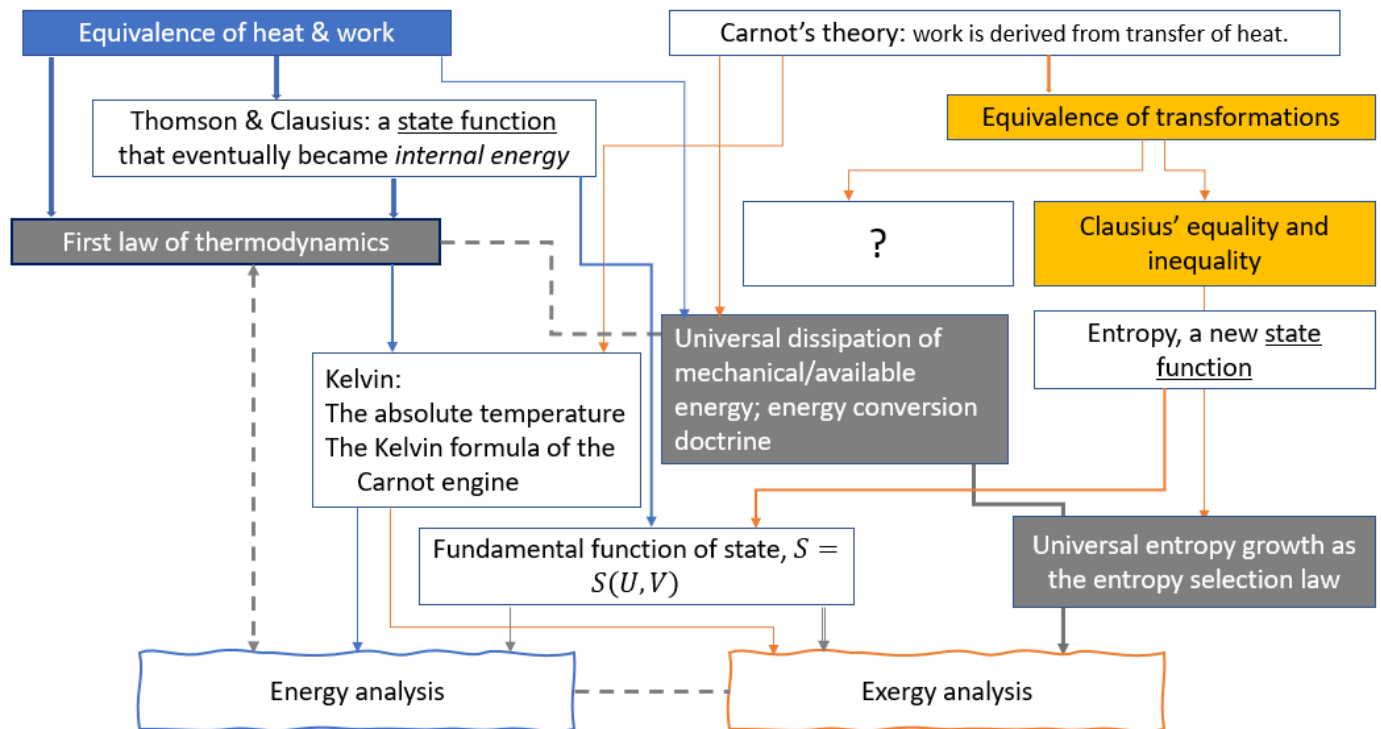 Equivalence of heat & work
Carnot's theory: work is derived from transfer of heat.
Thomson & Clausius: a state function
that eventually became internal energy
Equivalence of transformations
First law of thermodynamics
?
Clausius' equality and
inequality
Universal dissipation of
mechanical/available
energy; energy conversion
doctrine
Entropy, a new state
function
Kelvin:
The absolute temperature
The Kelvin formula of the
Carnot engine
Fundamental function of state, S =
S(U,V)
Universal entropy growth as
the entropy selection law
Energy analysis
Exergy analysis